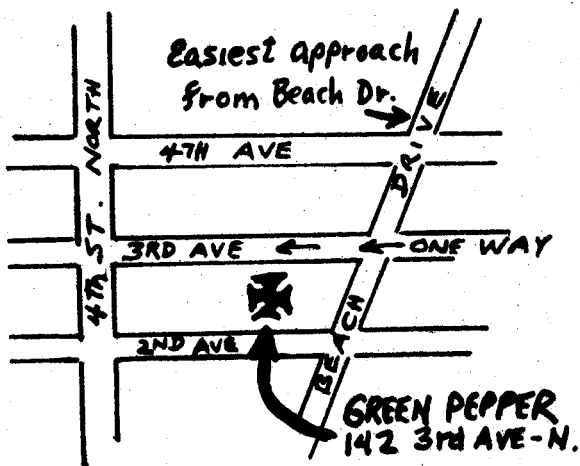 Easiest approach
from Beach Dr.
4TH AVE
3RD AVE
ONE WAY
2ND AVE
4th ST. NORTH
BEACH DRIVE
GREEN PEPPER
142 3rd AVE-N.